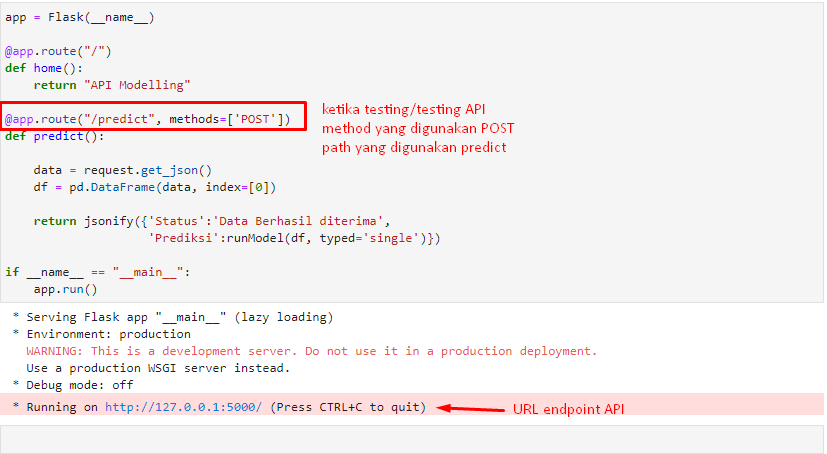 app = Flask(__name__)
@app.route("/")
def home():
    return "API Modelling"
@app.route("/predict", methods=['POST'])
ketika testing/testing API
method yang digunakan POST
path yang digunakan predict
def predict():
    data = request.get_json()
    df = pd.DataFrame(data, index=[0])
    return jsonify({'Status':'Data Berhasil diterima',
                    'Prediksi':runModel(df, typed='single')})
if __name__ == "__main__":
    app.run()
* Serving Flask app "__main__" (lazy loading)
* Environment: production
  WARNING: This is a development server. Do not use it in a production deployment.
  Use a production WSGI server instead.
* Debug mode: off
* Running on http://127.0.0.1:5000/ (Press CTRL+C to quit) URL endpoint API